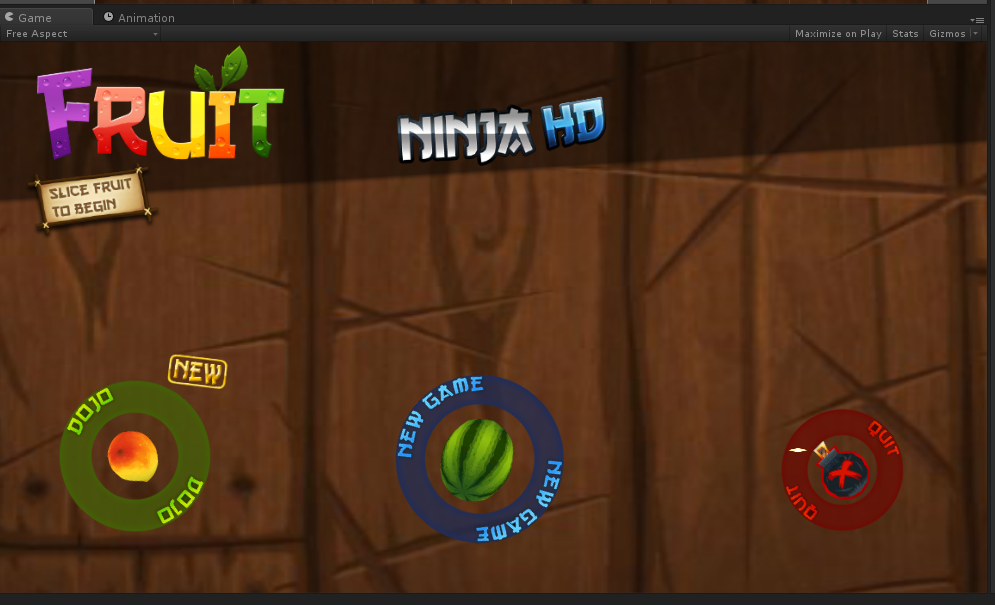 Game
Animation
Free Aspect
Maximize on Play
Stats
Gizmos
FRUIT
NINJA HD
SLICE FRUIT
TO BEGIN
NEW
DOJO
DOJO
NEW GAME
NEW GAME
QUIT
QUIT